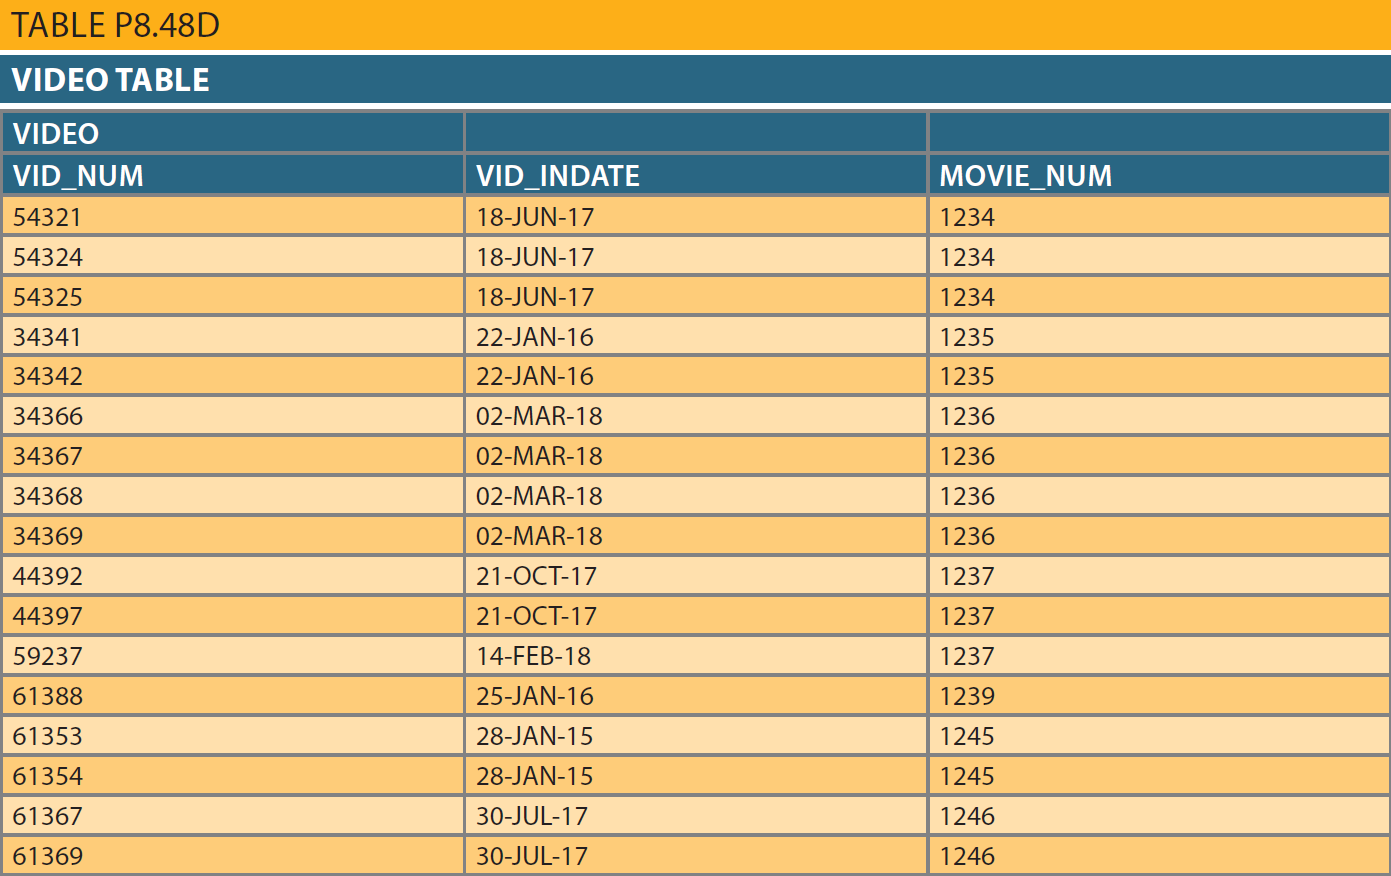 TABLE P8.48D
VIDEO TABLE
VIDEO
VID_NUM VID_INDATE MOVIE_NUM
54321 18-JUN-17 1234
54324 18-JUN-17 1234
54325 18-JUN-17 1234
34341 22-JAN-16 1235
34342 22-JAN-16 1235
34366 02-MAR-18 1236
34367 02-MAR-18 1236
34368 02-MAR-18 1236
34369 02-MAR-18 1236
44392 21-OCT-17 1237
44397 21-OCT-17 1237
59237 14-FEB-18 1237
61388 25-JAN-16 1239
61353 28-JAN-15 1245
61354 28-JAN-15 1245
61367 30-JUL-17 1246
61369 30-JUL-17 1246